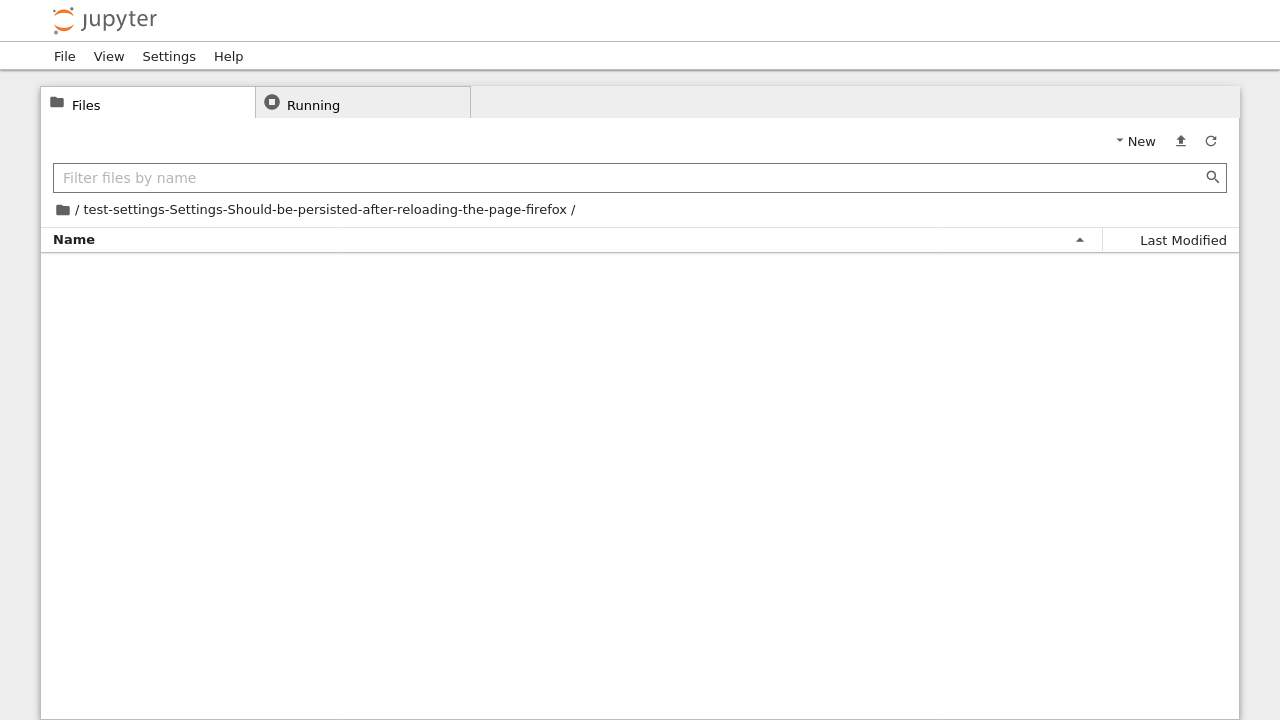 jupyter
File View Settings Help
Files Running
New
Filter files by name
/ test-settings-Settings-Should-be-persisted-after-reloading-the-page-firefox /
Name Last Modified